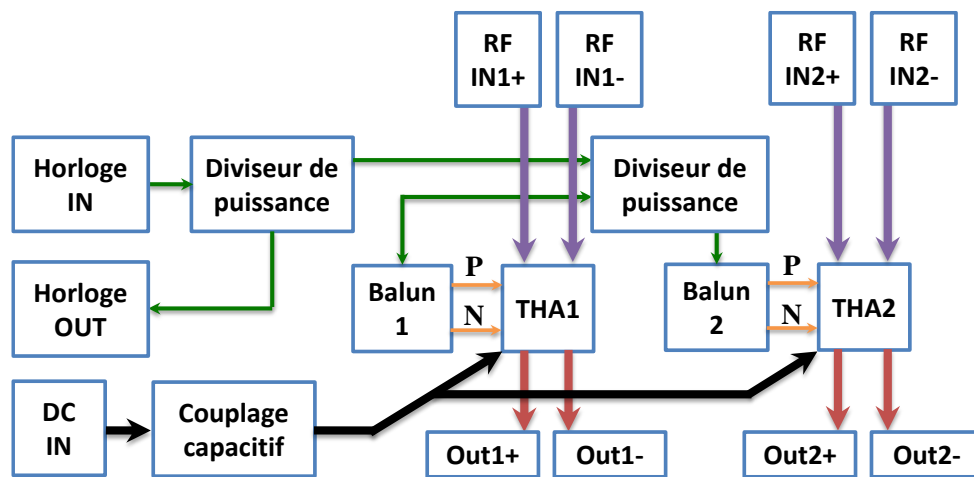 RF
IN1+
RF
IN1-
RF
IN2+
RF
IN2-
Horloge
IN
Diviseur de
puissance
Diviseur de
puissance
Horloge
OUT
Balun
1
P
N
THA1
Balun
2
P
N
THA2
DC
IN
Couplage
capacitif
Out1+
Out1-
Out2+
Out2-